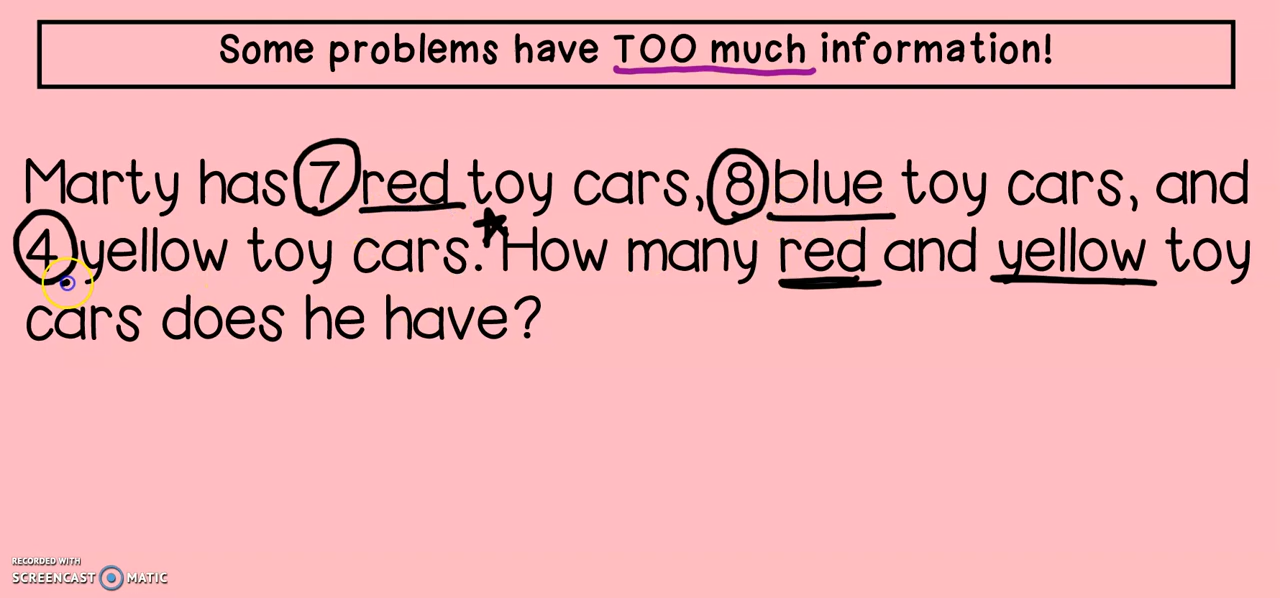 Some problems have TOO much information!
Marty has 7 red toy cars, 8 blue toy cars, and
4 yellow toy cars. How many red and yellow toy
cars does he have?
RECORDED WITH
SCREENCAST MATIC